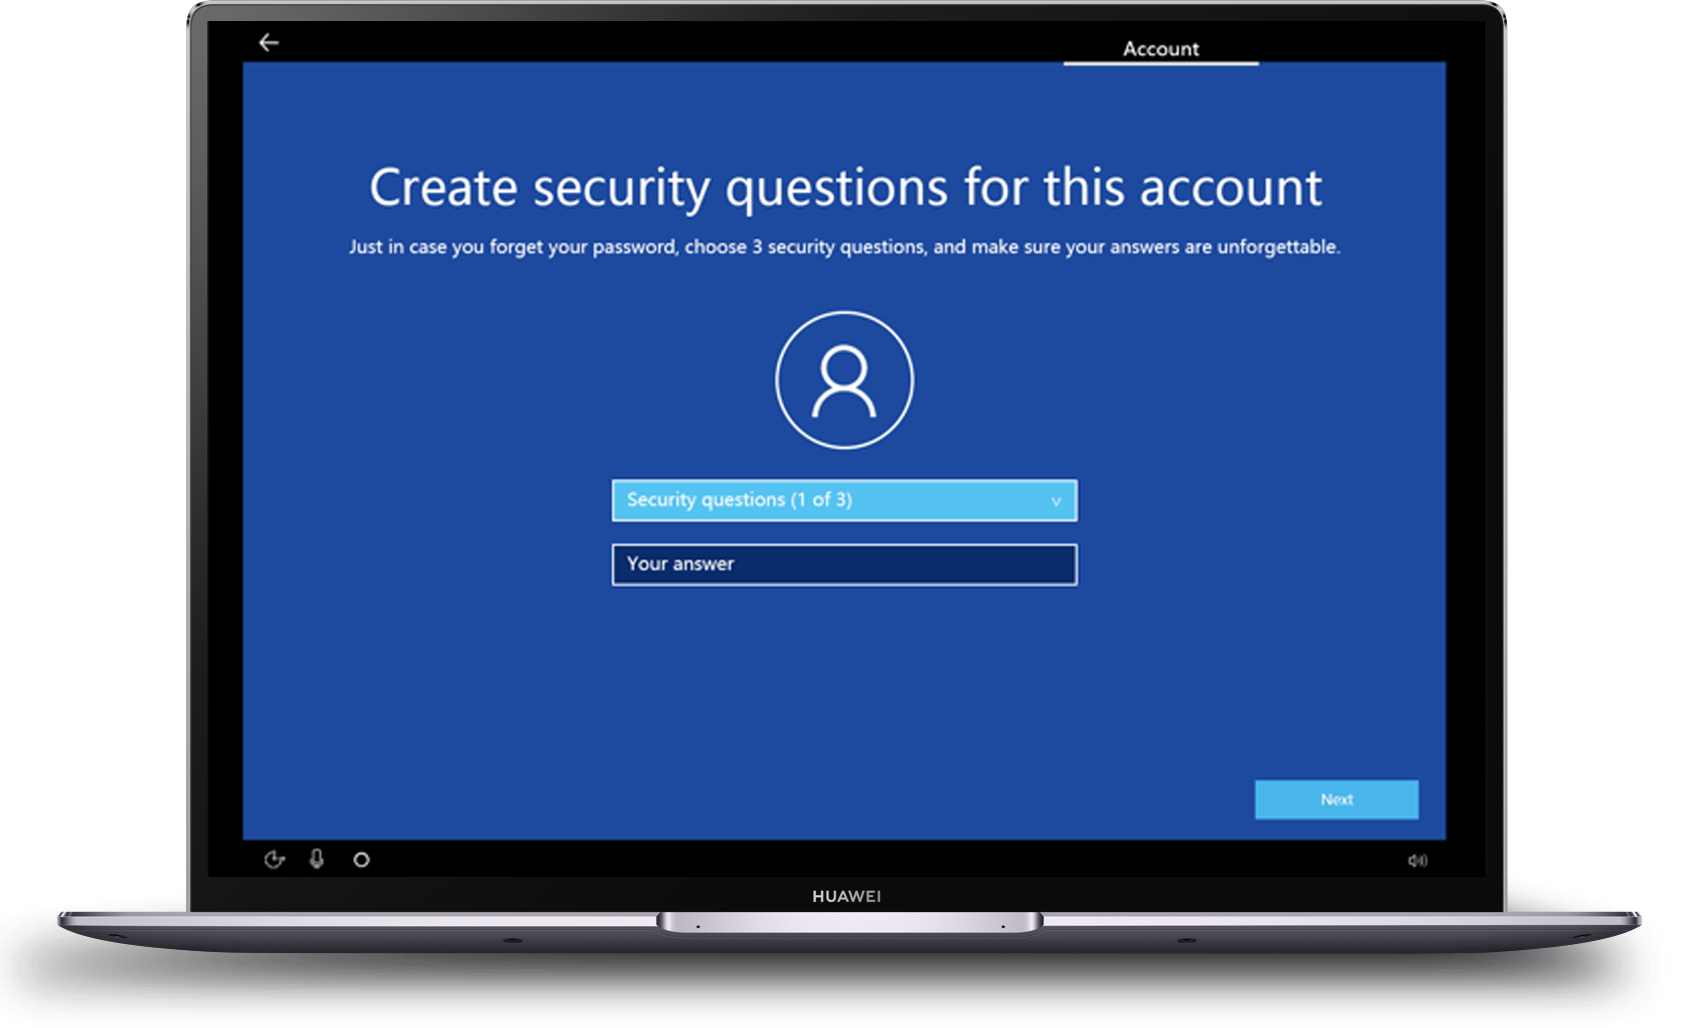 Account
Create security questions for this account
Just in case you forget your password, choose 3 security questions, and make sure your answers are unforgettable.
Security questions (1 of 3)
Your answer
Next
HUAWEI